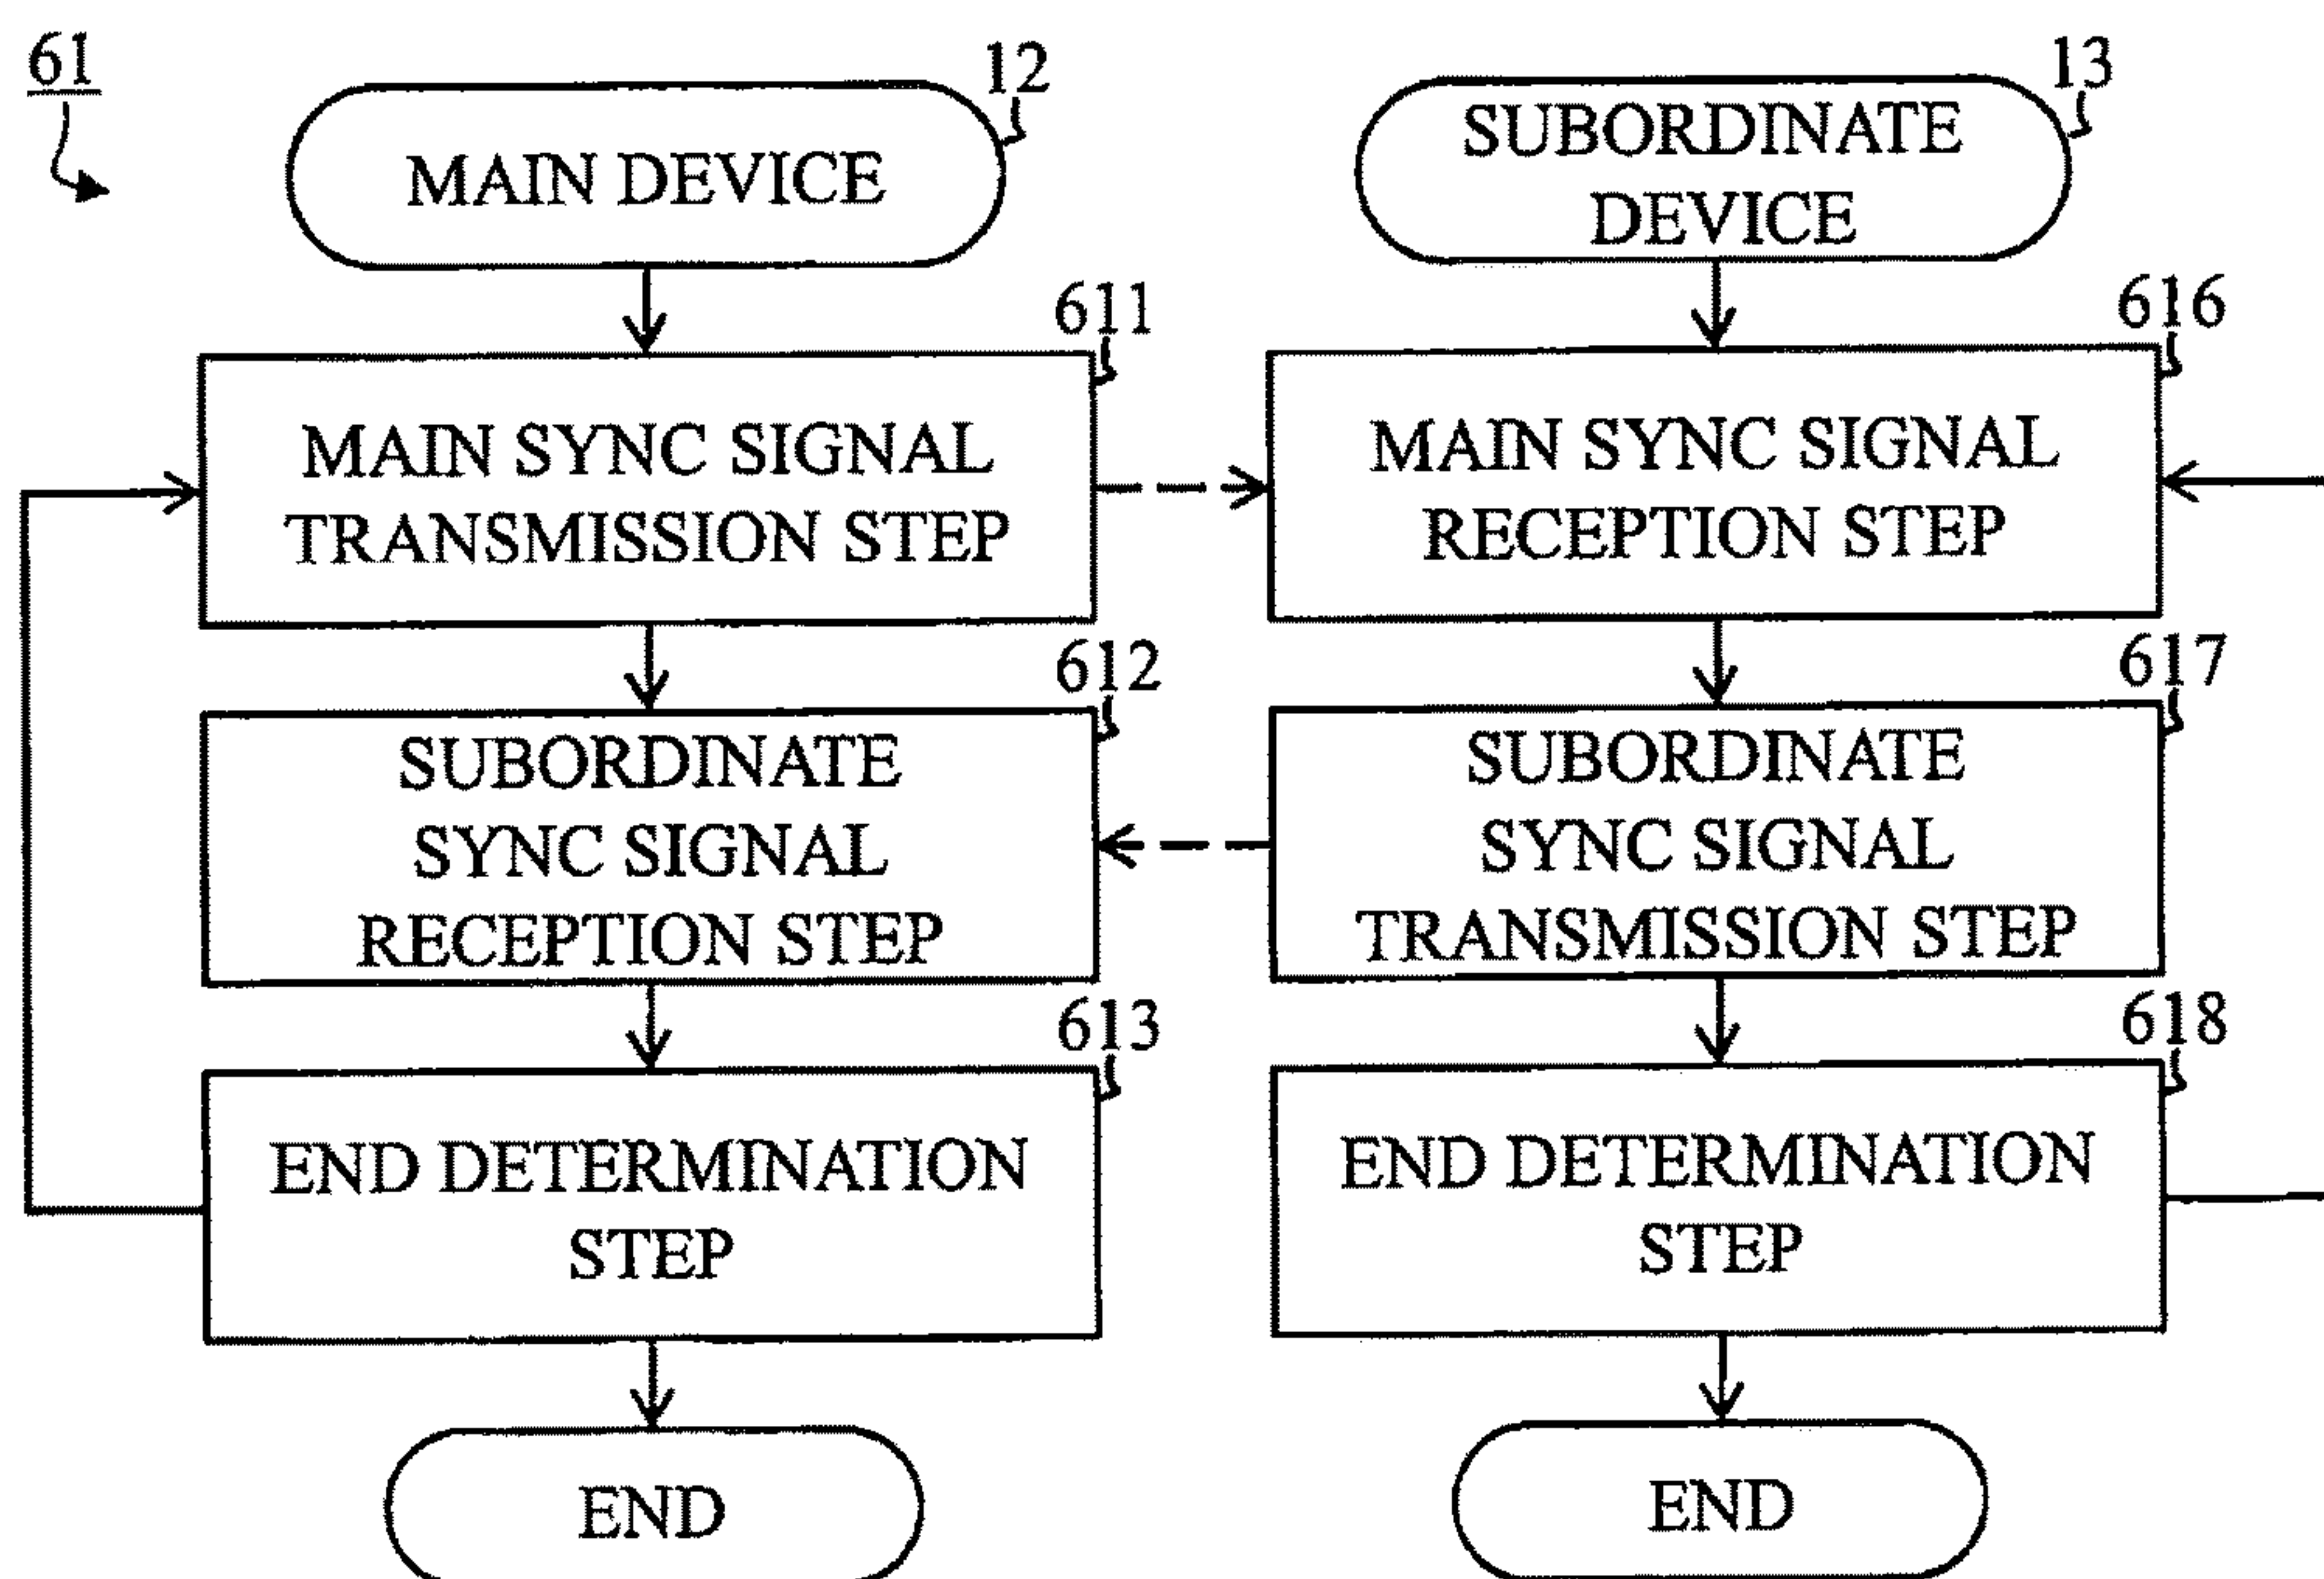 61
12
MAIN DEVICE
13
SUBORDINATE
DEVICE
611
MAIN SYNC SIGNAL
TRANSMISSION STEP
616
MAIN SYNC SIGNAL
RECEPTION STEP
612
SUBORDINATE
SYNC SIGNAL
RECEPTION STEP
617
SUBORDINATE
SYNC SIGNAL
TRANSMISSION STEP
613
END DETERMINATION
STEP
618
END DETERMINATION
STEP
END
END